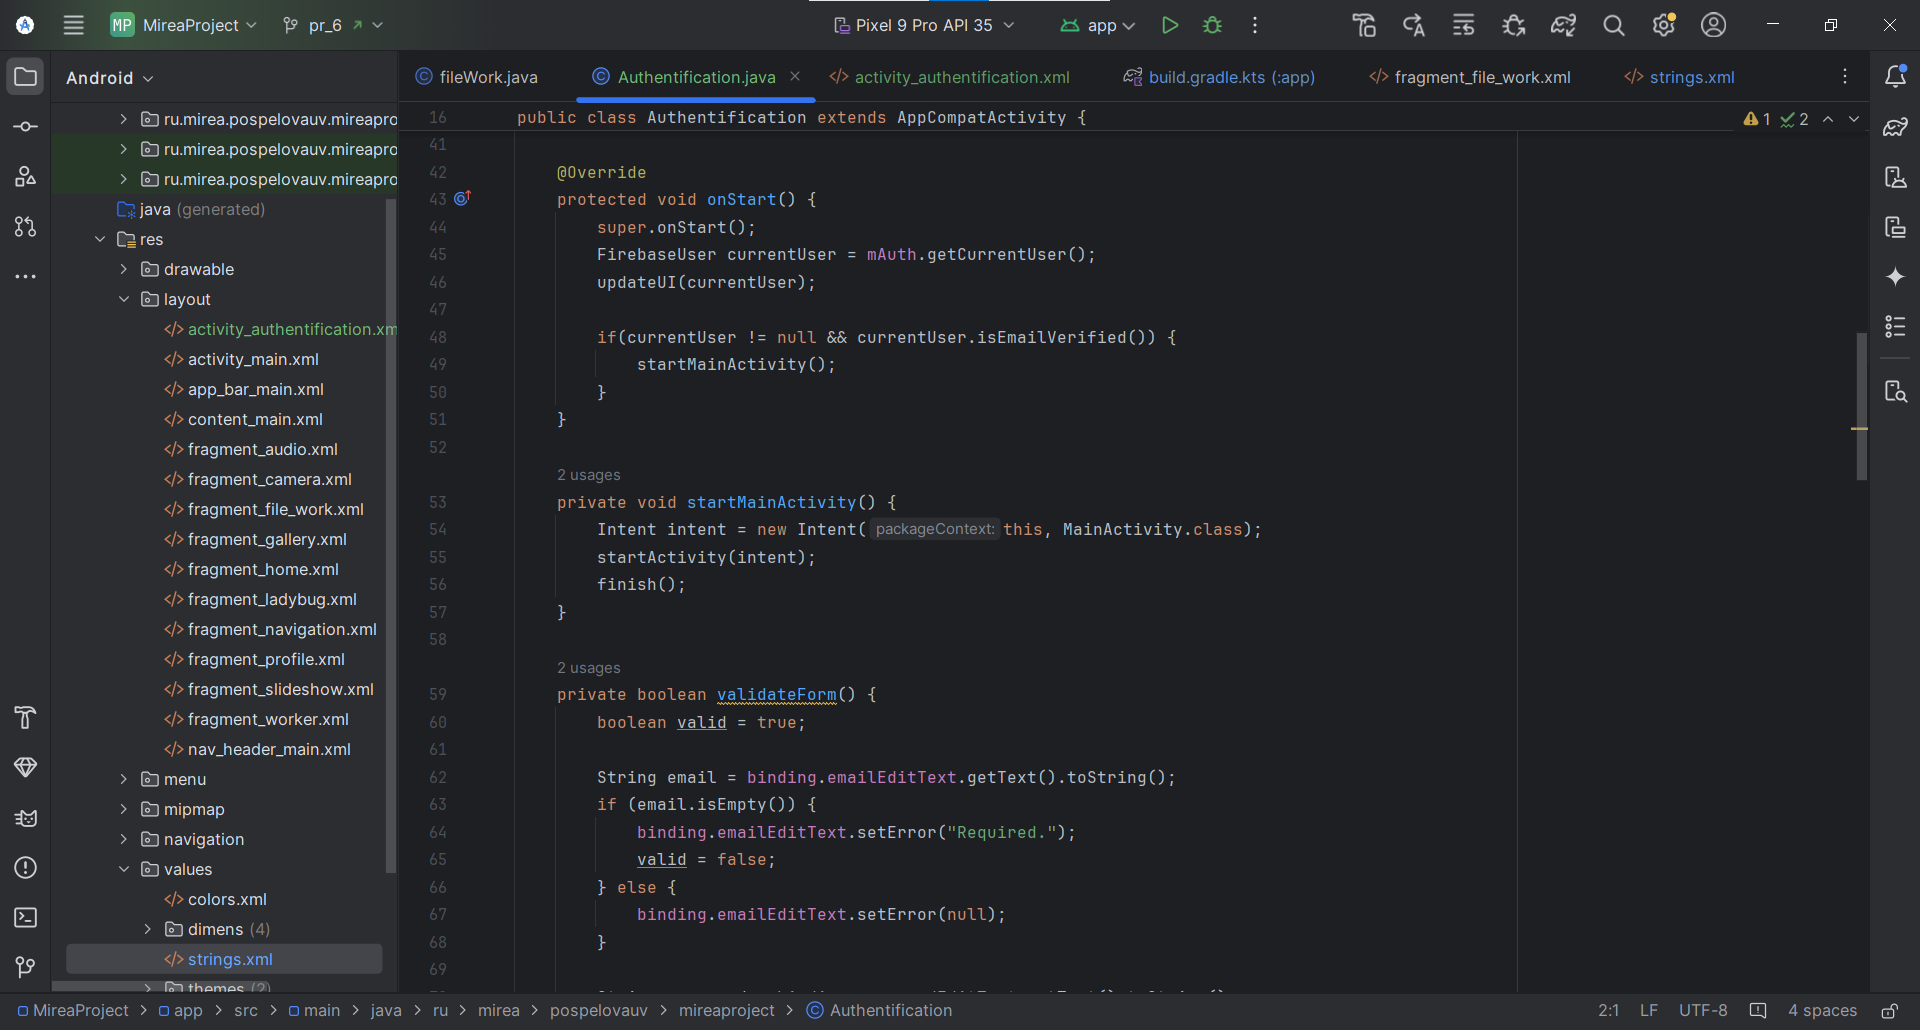 MP MireaProject pr_6 Pixel 9 Pro API 35 app
Android
ru.mirea.pospelovauv.mireapro
ru.mirea.pospelovauv.mireapro
ru.mirea.pospelovauv.mireapro
java (generated)
res
drawable
layout
activity_authentification.xm
activity_main.xml
app_bar_main.xml
content_main.xml
fragment_audio.xml
fragment_camera.xml
fragment_file_work.xml
fragment_gallery.xml
fragment_home.xml
fragment_ladybug.xml
fragment_navigation.xml
fragment_profile.xml
fragment_slideshow.xml
fragment_worker.xml
nav_header_main.xml
menu
mipmap
navigation
values
colors.xml
dimens (4)
strings.xml
themes (2)
fileWork.java Authentification.java activity_authentification.xml build.gradle.kts (:app) fragment_file_work.xml strings.xml
16 public class Authentification extends AppCompatActivity { 1 2
41
42 @Override
43 protected void onStart() {
44 super.onStart();
45 FirebaseUser currentUser = mAuth.getCurrentUser();
46 updateUI(currentUser);
47
48 if(currentUser != null && currentUser.isEmailVerified()) {
49 startMainActivity();
50 }
51 }
52
2 usages
53 private void startMainActivity() {
54 Intent intent = new Intent( packageContext: this, MainActivity.class);
55 startActivity(intent);
56 finish();
57 }
58
2 usages
59 private boolean validateForm() {
60 boolean valid = true;
61
62 String email = binding.emailEditText.getText().toString();
63 if (email.isEmpty()) {
64 binding.emailEditText.setError("Required.");
65 valid = false;
66 } else {
67 binding.emailEditText.setError(null);
68 }
69
MireaProject > app > src > main > java > ru > mirea > pospelovauv > mireaproject > Authentification
2:1 LF UTF-8 4 spaces